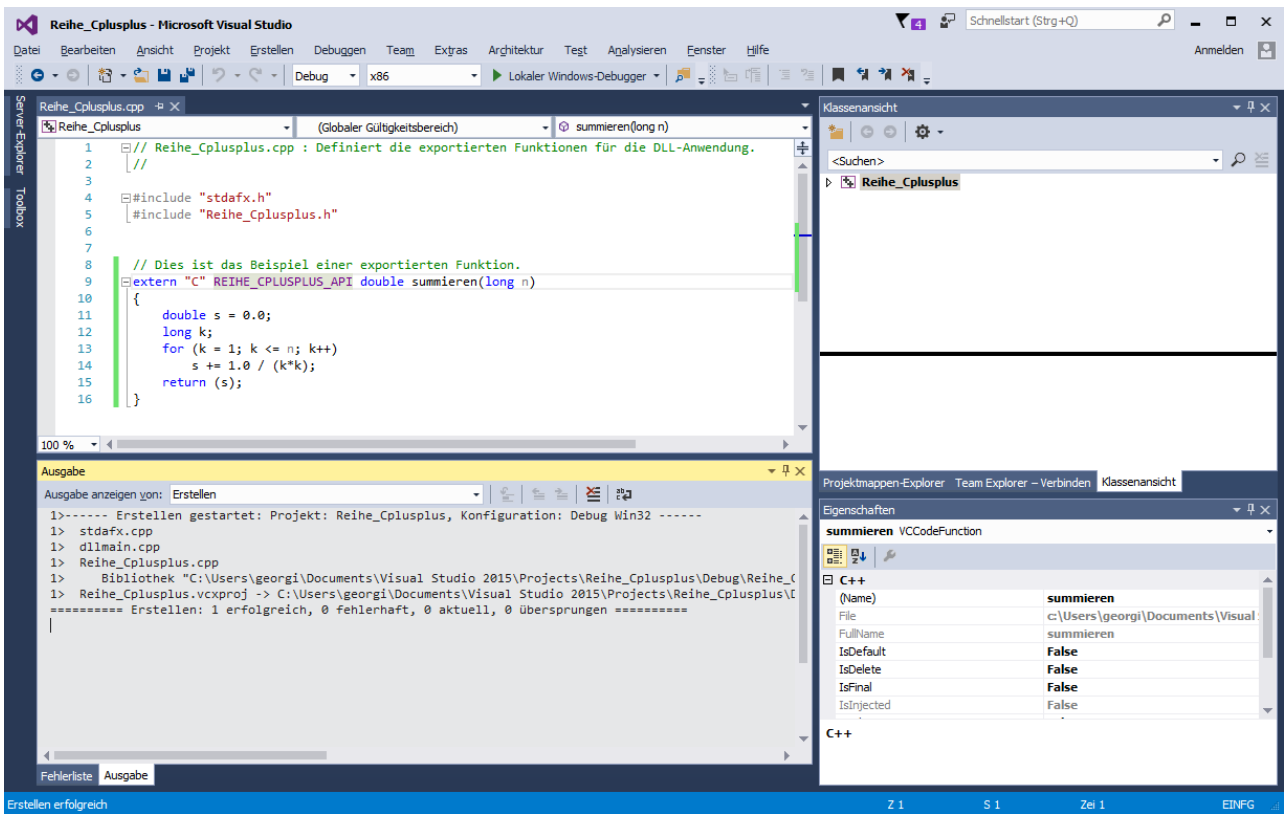 Reihe_Cplusplus - Microsoft Visual Studio
4
Schnellstart (Strg+Q)
Datei Bearbeiten Ansicht Projekt Erstellen Debuggen Team Extras Architektur Test Analysieren Fenster Hilfe
Anmelden
Debug x86 Lokaler Windows-Debugger
Server-Explorer
Toolbox
Reihe_Cplusplus.cpp
Reihe_Cplusplus (Globaler Gültigkeitsbereich) summieren(long n)
1 // Reihe_Cplusplus.cpp : Definiert die exportierten Funktionen für die DLL-Anwendung.
2 //
3
4 #include "stdafx.h"
5 #include "Reihe_Cplusplus.h"
6
7
8 // Dies ist das Beispiel einer exportierten Funktion.
9 extern "C" REIHE_CPLUSPLUS_API double summieren(long n)
10 {
11 double s = 0.0;
12 long k;
13 for (k = 1; k <= n; k++)
14 s += 1.0 / (k*k);
15 return (s);
16 }
100 %
Ausgabe
Ausgabe anzeigen von: Erstellen
1>------ Erstellen gestartet: Projekt: Reihe_Cplusplus, Konfiguration: Debug Win32 ------
1> stdafx.cpp
1> dllmain.cpp
1> Reihe_Cplusplus.cpp
1> Bibliothek "C:\Users\georgi\Documents\Visual Studio 2015\Projects\Reihe_Cplusplus\Debug\Reihe_C
1> Reihe_Cplusplus.vcxproj -> C:\Users\georgi\Documents\Visual Studio 2015\Projects\Reihe_Cplusplus\D
========== Erstellen: 1 erfolgreich, 0 fehlerhaft, 0 aktuell, 0 übersprungen ==========
Fehlerliste Ausgabe
Klassenansicht
<Suchen>
Reihe_Cplusplus
Projektmappen-Explorer Team Explorer – Verbinden Klassenansicht
Eigenschaften
summieren VCCodeFunction
C++
(Name) summieren
File c:\Users\georgi\Documents\Visual
FullName summieren
IsDefault False
IsDelete False
IsFinal False
IsInjected False
C++
Erstellen erfolgreich Z 1 S 1 Zei 1 EINFG